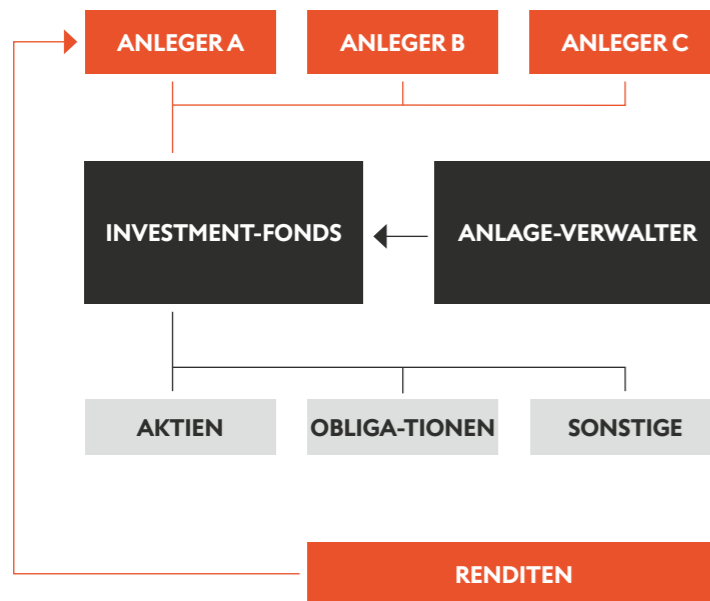 ANLEGER A
ANLEGER B
ANLEGER C
INVESTMENT-FONDS
ANLAGE-VERWALTER
AKTIEN
OBLIGA-TIONEN
SONSTIGE
RENDITEN